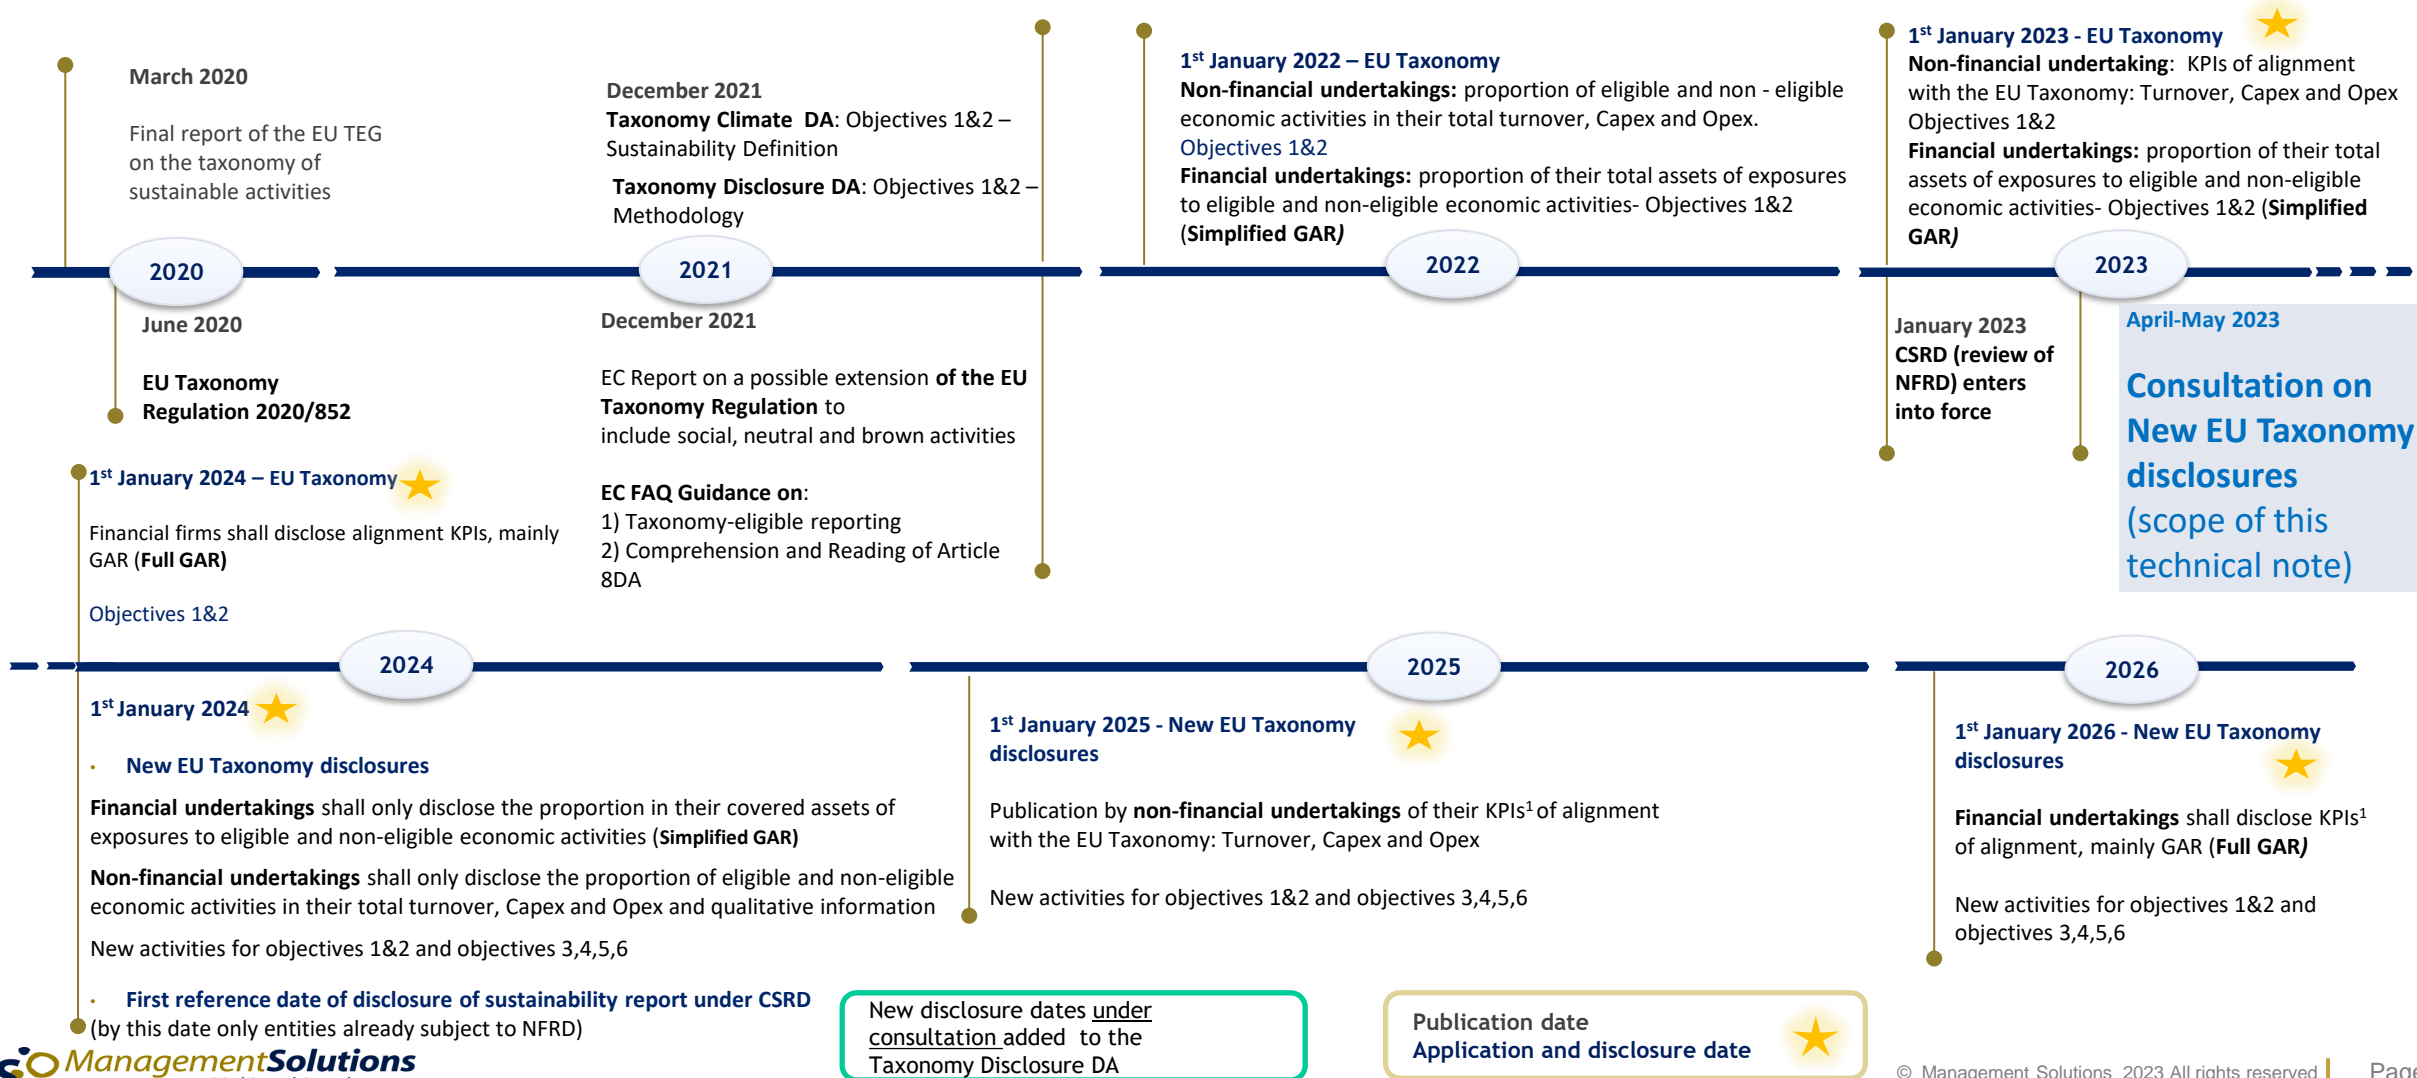 March 2020
Final report of the EU TEG
on the taxonomy of
sustainable activities
December 2021
Taxonomy Climate DA: Objectives 1&2 –
Sustainability Definition
Taxonomy Disclosure DA: Objectives 1&2 –
Methodology
1st January 2022 – EU Taxonomy
Non-financial undertakings: proportion of eligible and non - eligible
economic activities in their total turnover, Capex and Opex.
Objectives 1&2
Financial undertakings: proportion of their total assets of exposures
to eligible and non-eligible economic activities- Objectives 1&2
(Simplified GAR)
1st January 2023 - EU Taxonomy
Non-financial undertaking: KPIs of alignment
with the EU Taxonomy: Turnover, Capex and Opex
Objectives 1&2
Financial undertakings: proportion of their total
assets of exposures to eligible and non-eligible
economic activities- Objectives 1&2 (Simplified
GAR)
2020
2021
2022
2023
June 2020
EU Taxonomy
Regulation 2020/852
December 2021
EC Report on a possible extension of the EU
Taxonomy Regulation to
include social, neutral and brown activities
EC FAQ Guidance on:
1) Taxonomy-eligible reporting
2) Comprehension and Reading of Article
8DA
January 2023
CSRD (review of
NFRD) enters
into force
April-May 2023
Consultation on
New EU Taxonomy
disclosures
(scope of this
technical note)
1st January 2024 – EU Taxonomy
Financial firms shall disclose alignment KPIs, mainly
GAR (Full GAR)
Objectives 1&2
2024
2025
2026
1st January 2024
· New EU Taxonomy disclosures
Financial undertakings shall only disclose the proportion in their covered assets of
exposures to eligible and non-eligible economic activities (Simplified GAR)
Non-financial undertakings shall only disclose the proportion of eligible and non-eligible
economic activities in their total turnover, Capex and Opex and qualitative information
New activities for objectives 1&2 and objectives 3,4,5,6
· First reference date of disclosure of sustainability report under CSRD
(by this date only entities already subject to NFRD)
1st January 2025 - New EU Taxonomy
disclosures
Publication by non-financial undertakings of their KPIs1 of alignment
with the EU Taxonomy: Turnover, Capex and Opex
New activities for objectives 1&2 and objectives 3,4,5,6
1st January 2026 - New EU Taxonomy
disclosures
Financial undertakings shall disclose KPIs1
of alignment, mainly GAR (Full GAR)
New activities for objectives 1&2 and
objectives 3,4,5,6
New disclosure dates under
consultation added to the
Taxonomy Disclosure DA
Publication date
Application and disclosure date
ManagementSolutions
© Management Solutions 2023 All rights reserved
Page